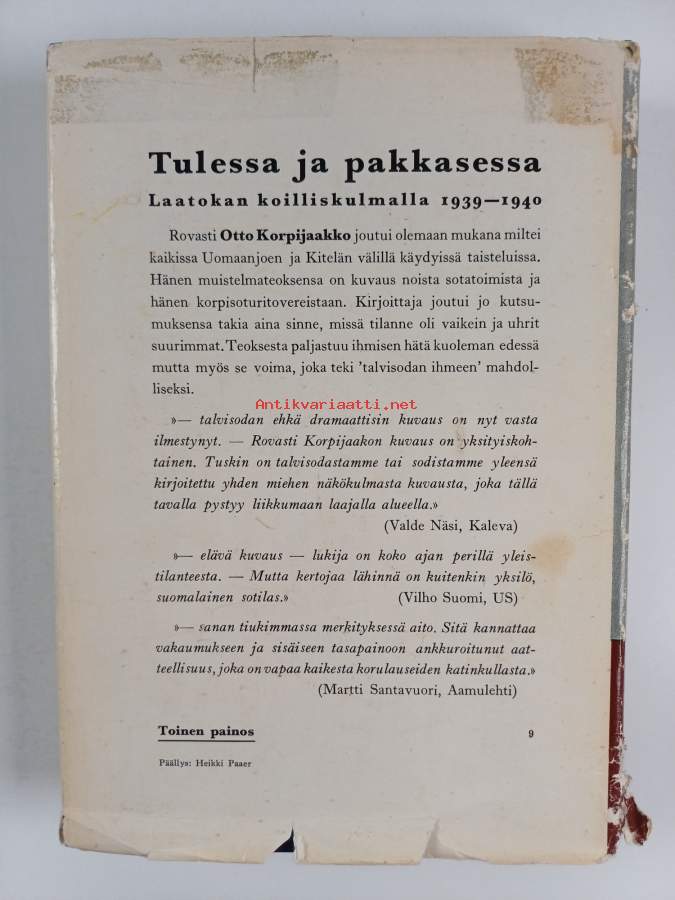 Tulessa ja pakkasessa
Laatokan koilliskulmalla 1939—1940
Rovasti Otto Korpijaakko joutui olemaan mukana miltei
kaikissa Uomaanjoen ja Kitelän välillä käydyissä taisteluissa.
Hänen muistelmateoksensa on kuvaus noista sotatoimista ja
hänen korpisoturitovereistaan. Kirjoittaja joutui jo kutsu-
muksensa takia aina sinne, missä tilanne oli vaikein ja uhrit
suurimmat. Teoksesta paljastuu ihmisen hätä kuoleman edessä
mutta myös se voima, joka teki 'talvisodan ihmeen' mahdol-
liseksi.
Antikvariaatti.net
»— talvisodan ehkä dramaattisin kuvaus on nyt vasta
ilmestynyt. — Rovasti Korpijaakon kuvaus on yksityiskoh-
tainen. Tuskin on talvisodastamme tai sodistamme yleensä
kirjoitettu yhden miehen näkökulmasta kuvausta, joka tällä
tavalla pystyy liikkumaan laajalla alueella.»
(Valde Näsi, Kaleva)
»— elävä kuvaus — lukija on koko ajan perillä yleis-
tilanteesta. — Mutta kertojaa lähinnä on kuitenkin yksilö,
suomalainen sotilas.» (Vilho Suomi, US)
»— sanan tiukimmassa merkityksessä aito. Sitä kannattaa
vakaumukseen ja sisäiseen tasapainoon ankkuroitunut aat-
teellisuus, joka on vapaa kaikesta korulauseiden katinkullasta.»
(Martti Santavuori, Aamulehti)
Toinen painos 9
Päällys: Heikki Paaer